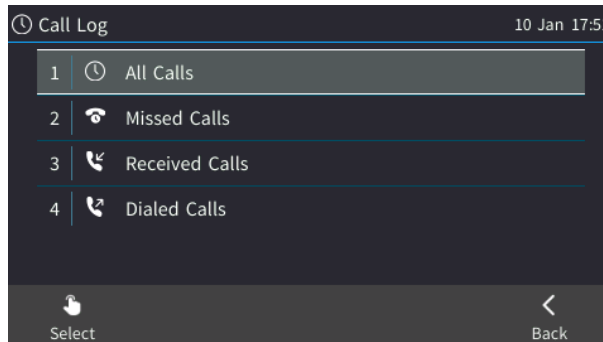 Call Log 10 Jan 17:5
1 All Calls
2 Missed Calls
3 Received Calls
4 Dialed Calls
Select Back